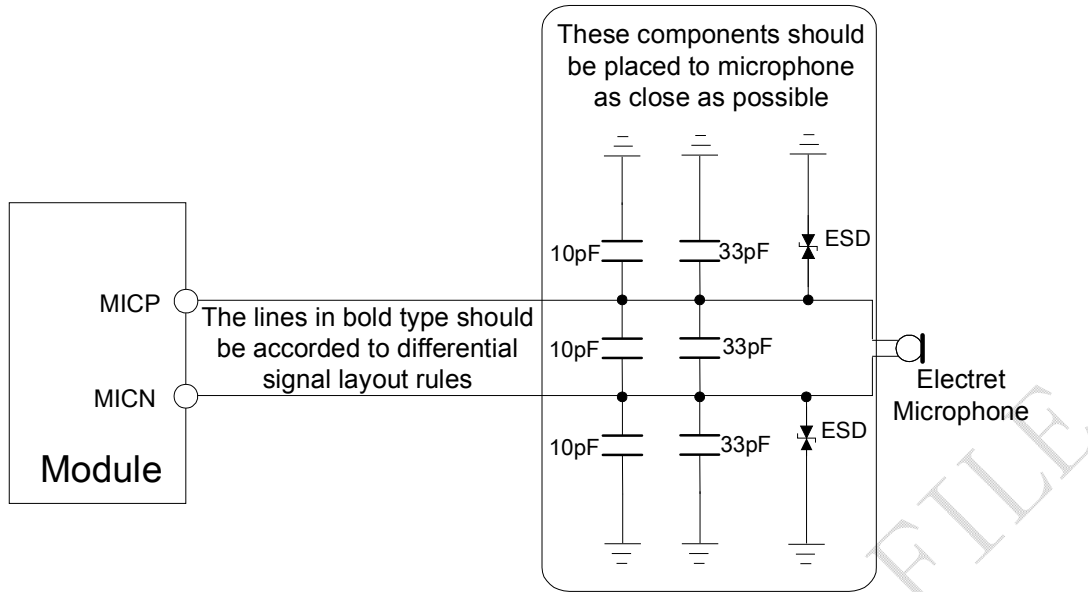 These components should
be placed to microphone
as close as possible
10pF
33pF
ESD
MICP
The lines in bold type should
be accorded to differential
signal layout rules
10pF
33pF
MICN
Electret
Microphone
10pF
33pF
ESD
Module
FILE